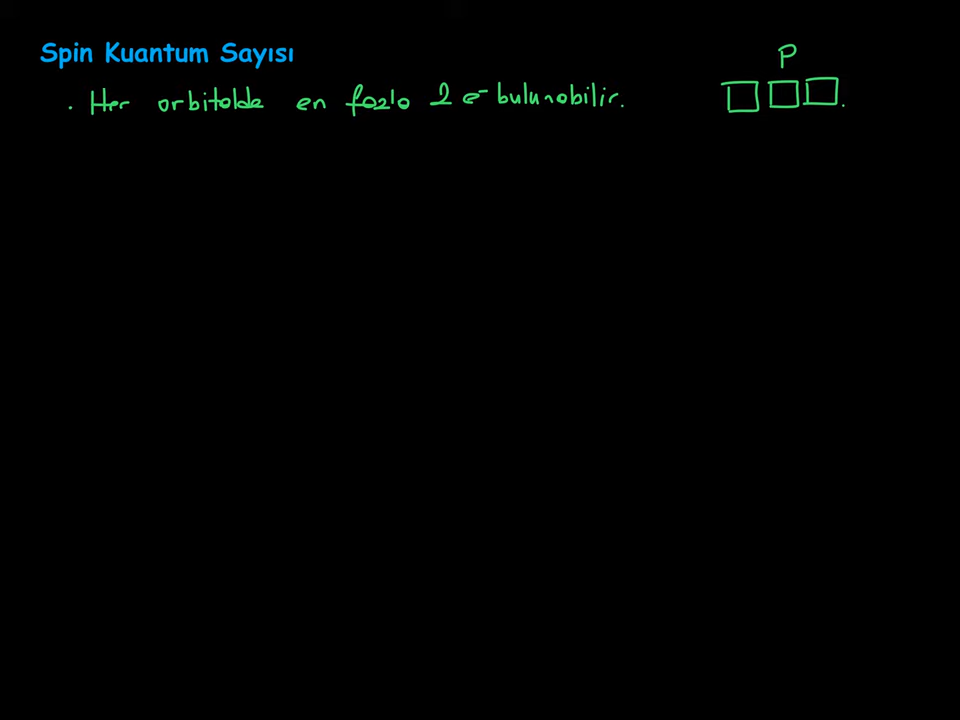 Spin Kuantum Sayısı
P
. Her orbitalde en fazla 2 e⁻ bulunabilir.